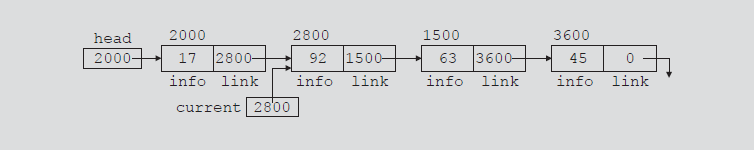 head 2000 2800 1500 3600
2000 17 2800 92 1500 63 3600 45 0
info link info link info link info link
current 2800